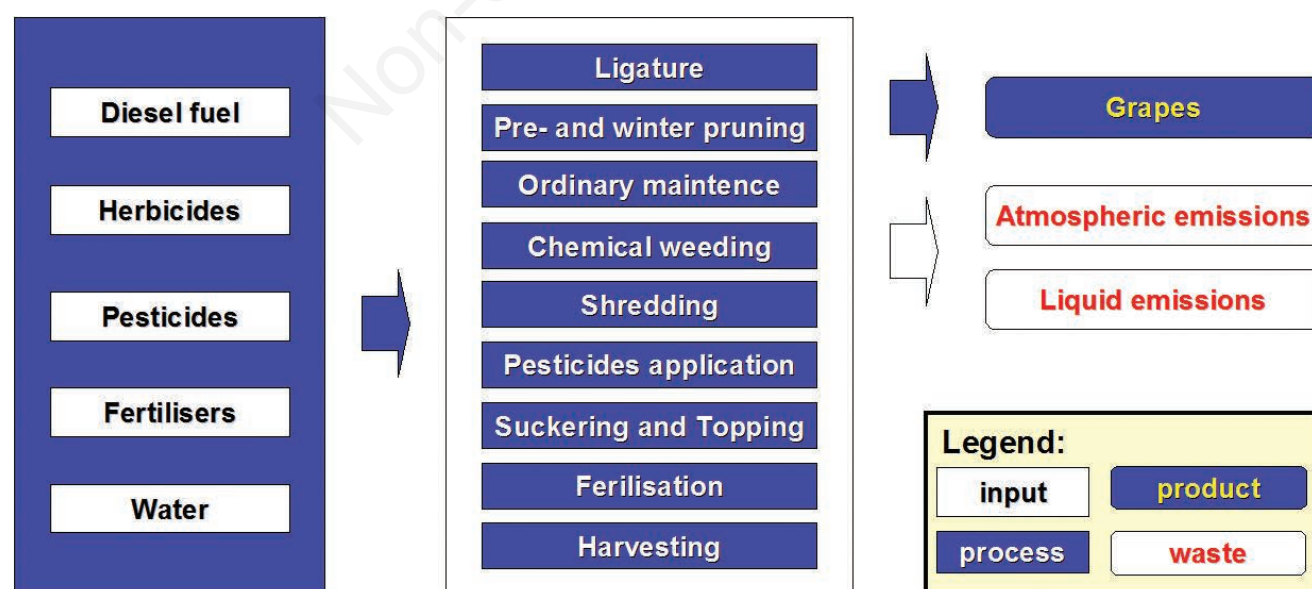 Non-
Diesel fuel
Herbicides
Pesticides
Fertilisers
Water
Ligature
Pre- and winter pruning
Ordinary maintence
Chemical weeding
Shredding
Pesticides application
Suckering and Topping
Ferilisation
Harvesting
Grapes
Atmospheric emissions
Liquid emissions
Legend:
input
product
process
waste